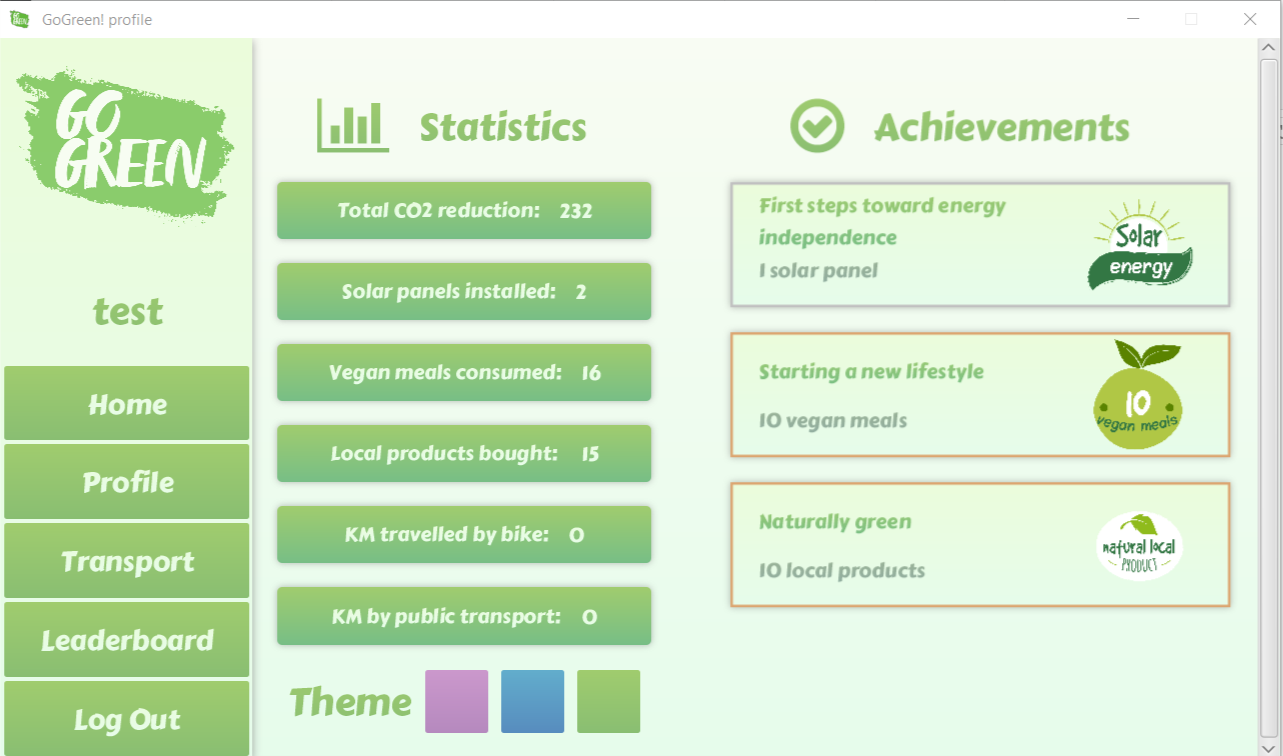 GoGreen! profile
GO
GREEN
test
Home
Profile
Transport
Leaderboard
Log Out
Statistics
Total CO2 reduction: 232
Solar panels installed: 2
Vegan meals consumed: 16
Local products bought: 15
KM travelled by bike: 0
KM by public transport: 0
Theme
Achievements
First steps toward energy
independence
1 solar panel
Solar
energy
Starting a new lifestyle
10 vegan meals
10
vegan meals
Naturally green
10 local products
natural local
PRODUCT